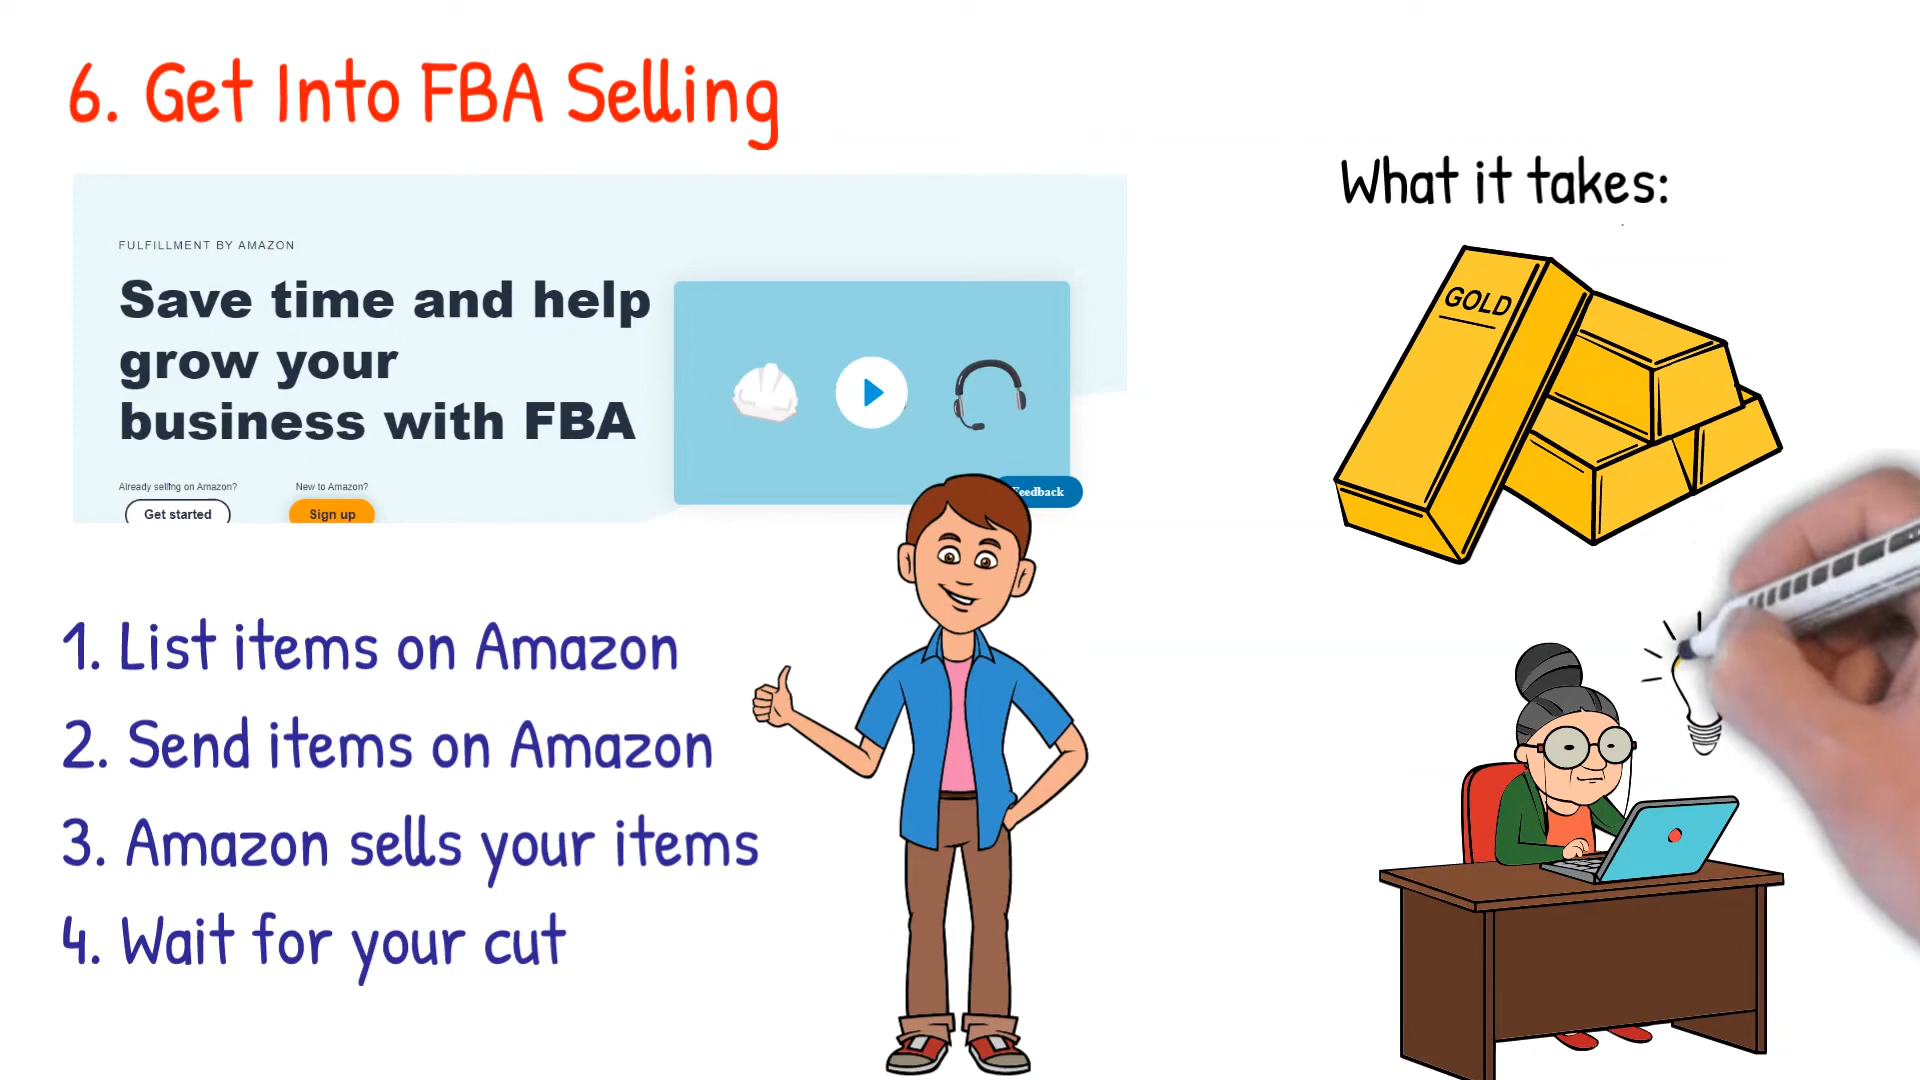 6. Get Into FBA Selling
What it takes:
FULFILLMENT BY AMAZON
Save time and help
grow your
business with FBA
Already selling on Amazon?
New to Amazon?
Get started
Sign up
Feedback
GOLD
1. List items on Amazon
2. Send items on Amazon
3. Amazon sells your items
4. Wait for your cut